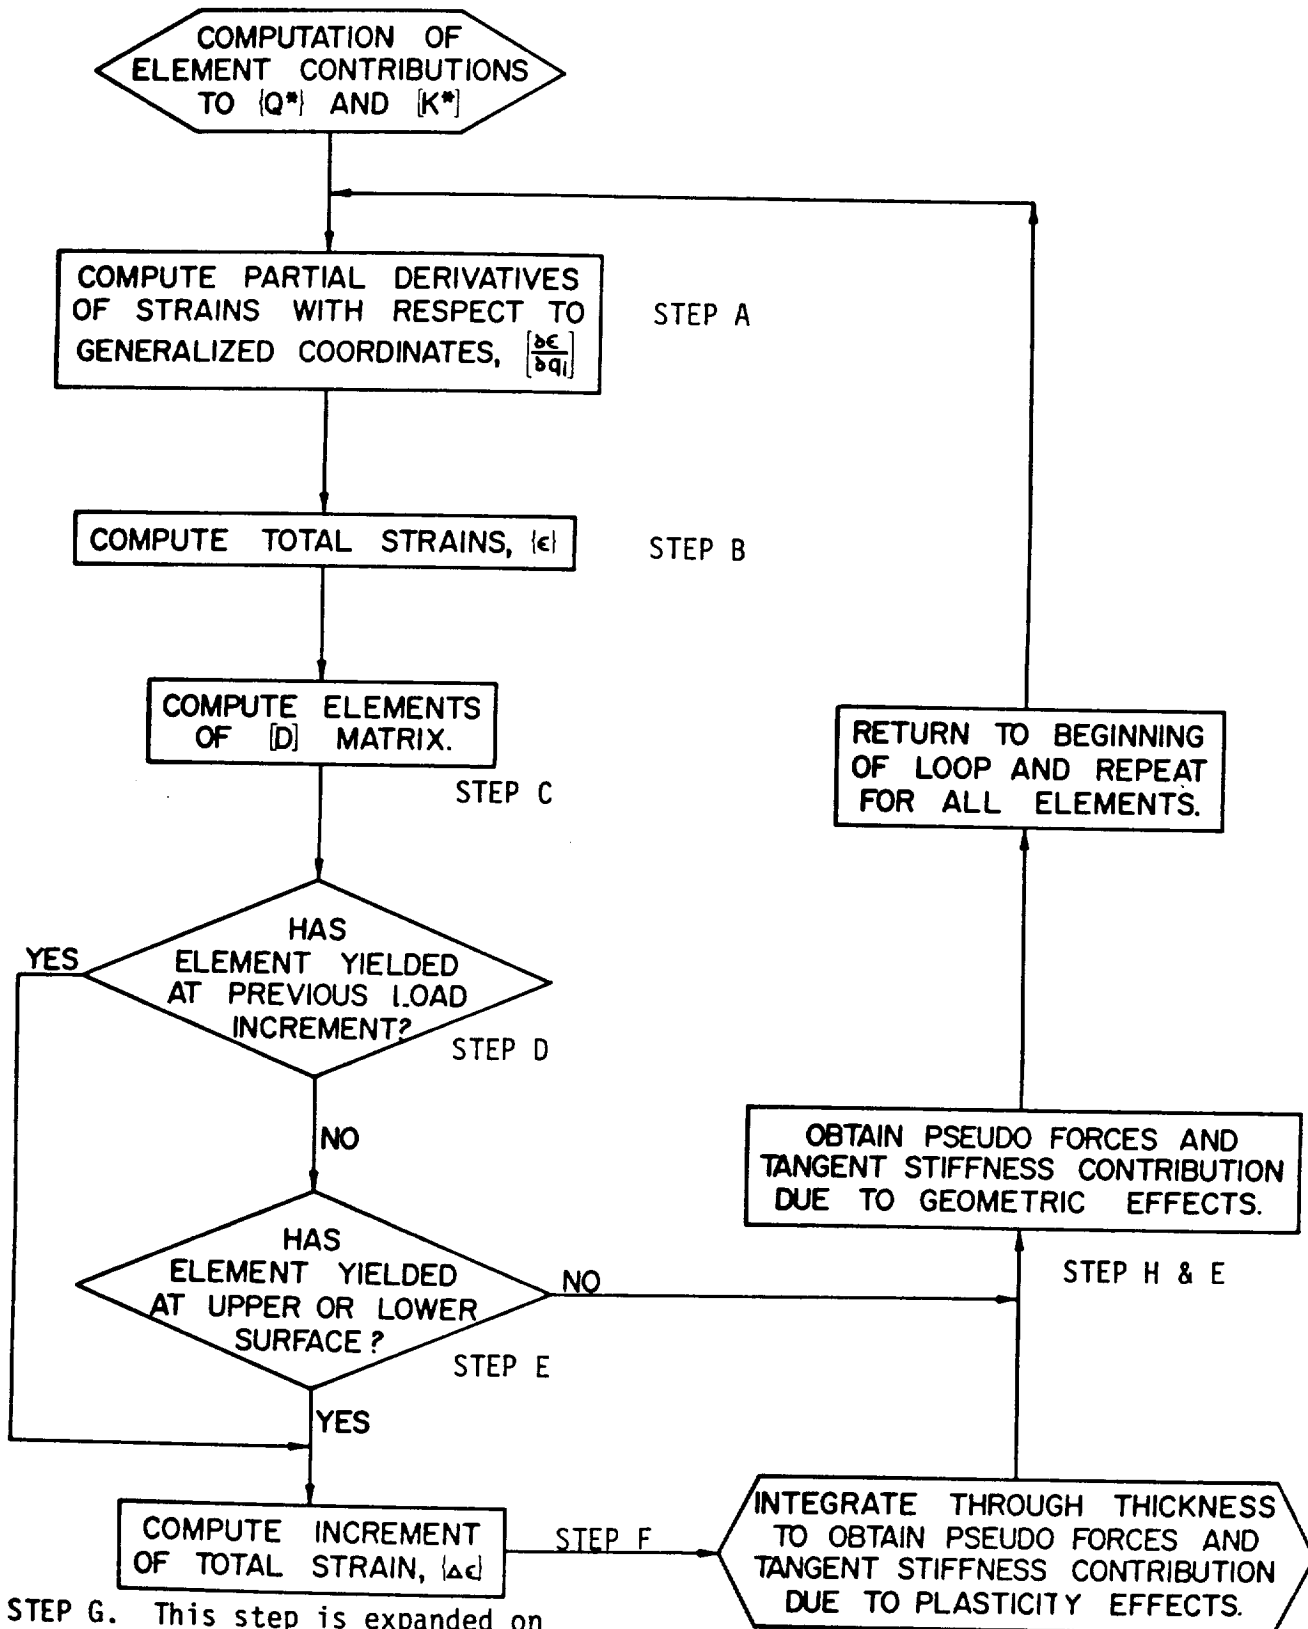 COMPUTATION OF
ELEMENT CONTRIBUTIONS
TO {Q*} AND [K*]
COMPUTE PARTIAL DERIVATIVES
OF STRAINS WITH RESPECT TO
GENERALIZED COORDINATES, [∂ϵ/∂qi]
STEP A
COMPUTE TOTAL STRAINS, {ϵ}
STEP B
COMPUTE ELEMENTS
OF [D] MATRIX.
STEP C
RETURN TO BEGINNING
OF LOOP AND REPEAT
FOR ALL ELEMENTS.
HAS
ELEMENT YIELDED
AT PREVIOUS LOAD
INCREMENT?
YES
STEP D
NO
OBTAIN PSEUDO FORCES AND
TANGENT STIFFNESS CONTRIBUTION
DUE TO GEOMETRIC EFFECTS.
STEP H & E
HAS
ELEMENT YIELDED
AT UPPER OR LOWER
SURFACE?
NO
STEP E
YES
COMPUTE INCREMENT
OF TOTAL STRAIN, {Δϵ}
STEP F
INTEGRATE THROUGH THICKNESS
TO OBTAIN PSEUDO FORCES AND
TANGENT STIFFNESS CONTRIBUTION
DUE TO PLASTICITY EFFECTS.
STEP G. This step is expanded on